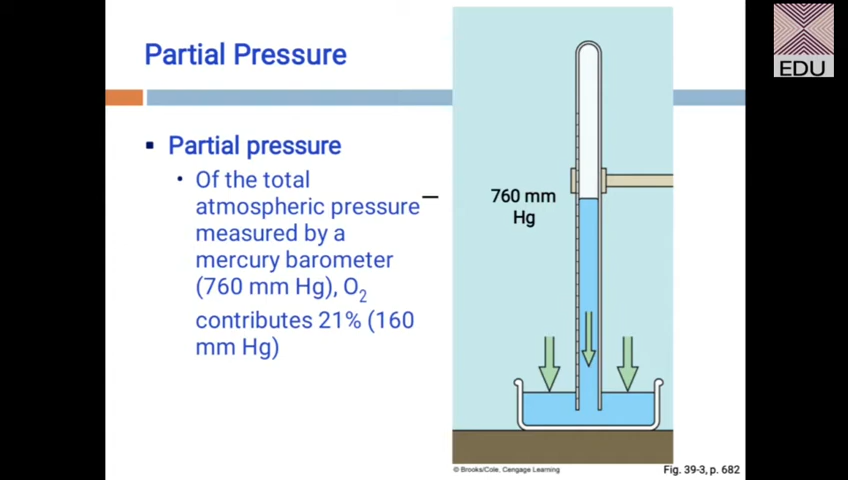 EDU
Partial Pressure
▪ Partial pressure
• Of the total
atmospheric pressure
measured by a
mercury barometer
(760 mm Hg), O₂
contributes 21% (160
mm Hg)
760 mm
Hg
© Brooks/Cole, Cengage Learning
Fig. 39-3, p. 682